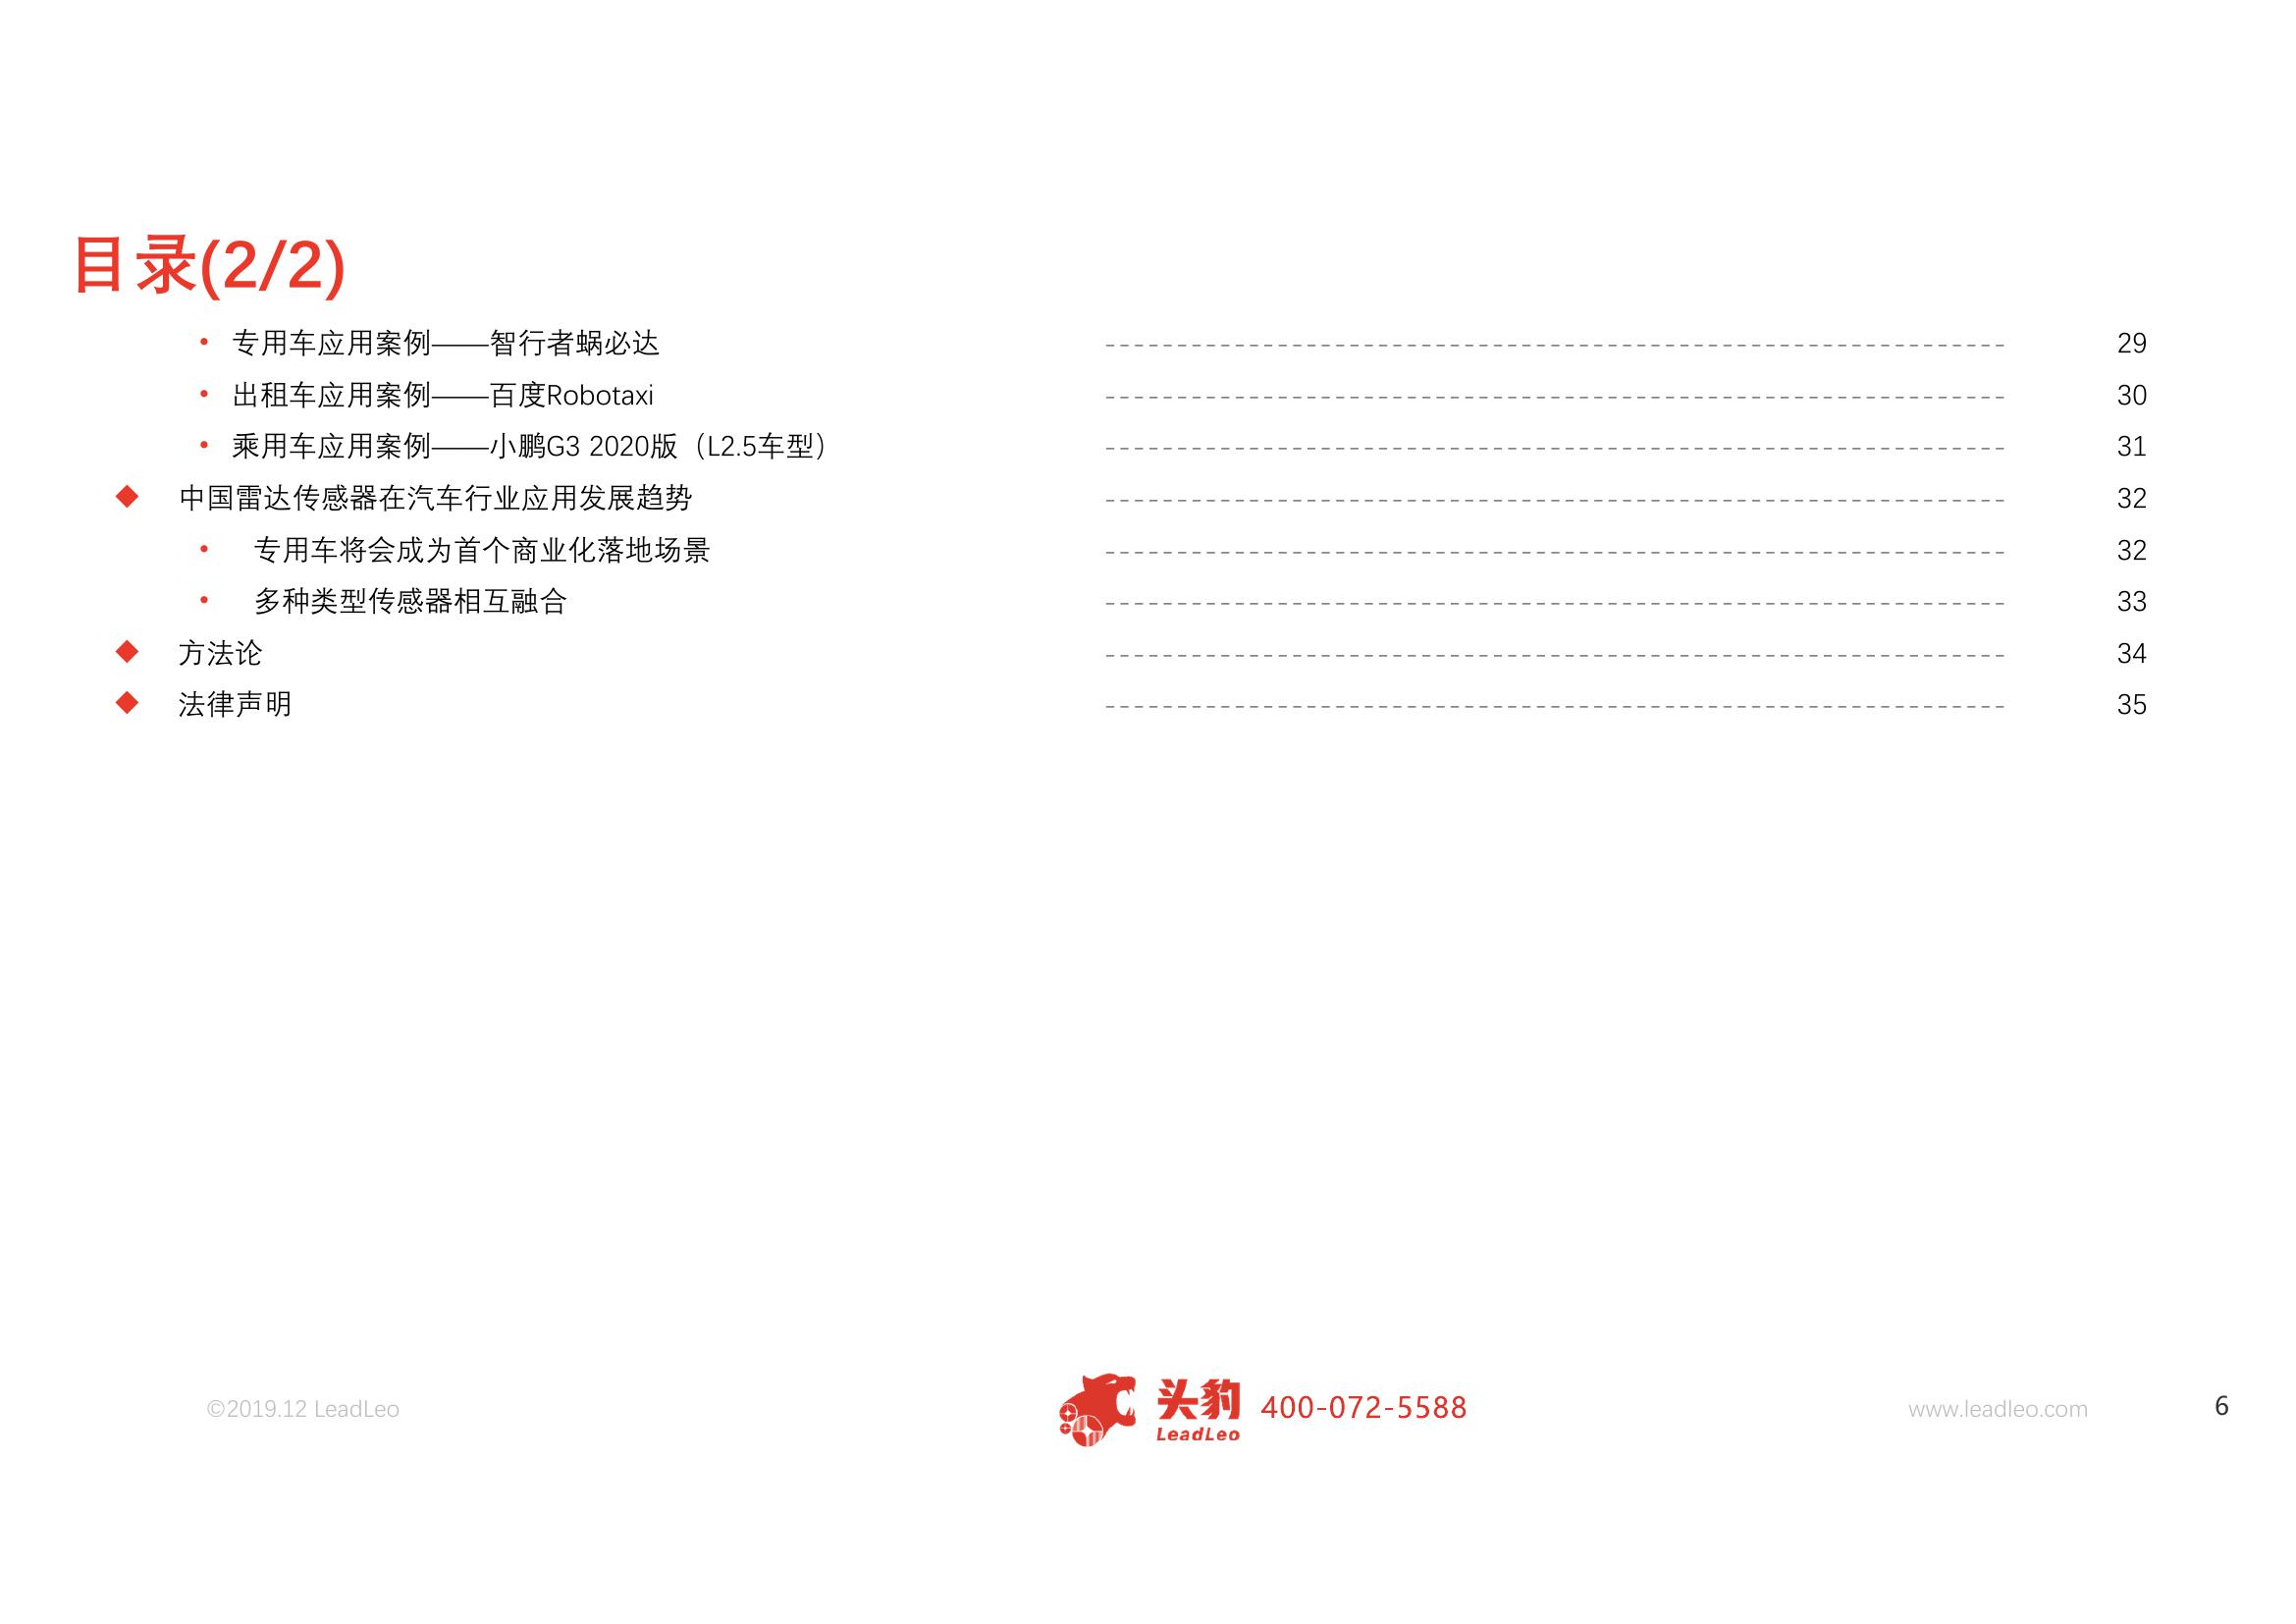 目录(2/2)
• 专用车应用案例——智行者蜗必达 29
• 出租车应用案例——百度Robotaxi 30
• 乘用车应用案例——小鹏G3 2020版（L2.5车型） 31
◆ 中国雷达传感器在汽车行业应用发展趋势 32
• 专用车将会成为首个商业化落地场景 32
• 多种类型传感器相互融合 33
◆ 方法论 34
◆ 法律声明 35
©2019.12 LeadLeo
头豹
LeadLeo
400-072-5588
www.leadleo.com
6